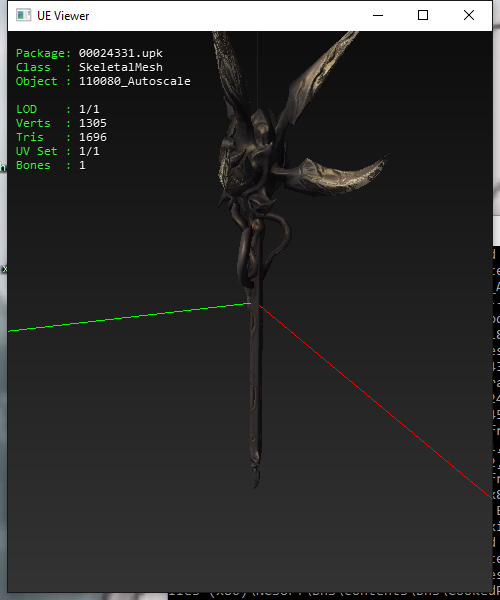 UE Viewer
Package: 00024331.upk
Class : SkeletalMesh
Object : 110080_Autoscale
LOD : 1/1
Verts : 1305
Tris : 1696
UV Set : 1/1
Bones : 1